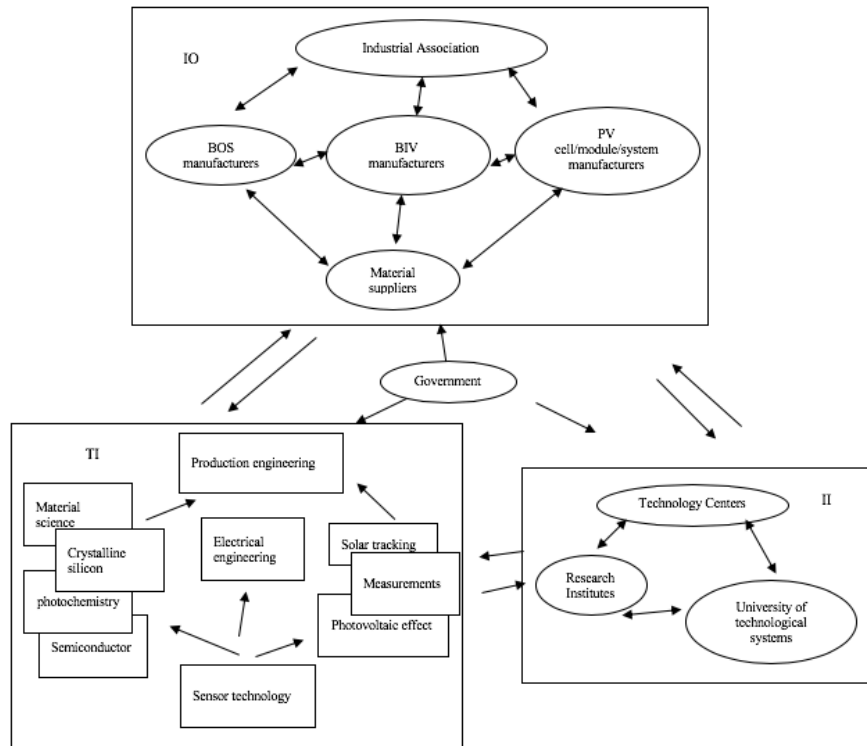 IO
Industrial Association
BOS
manufacturers
BIV
manufacturers
PV
cell/module/system
manufacturers
Material
suppliers
Government
TI
Production engineering
Material
science
Crystalline
silicon
photochemistry
Semiconductor
Electrical
engineering
Solar tracking
Measurements
Photovoltaic effect
Sensor technology
II
Technology Centers
Research
Institutes
University of
technological
systems